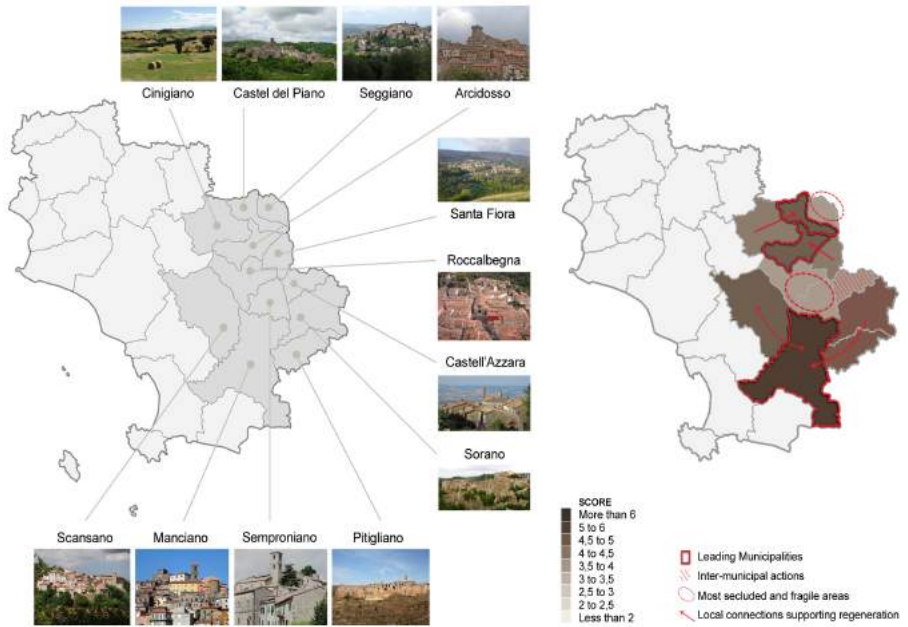 Cinigiano
Castel del Piano
Seggiano
Arcidosso
Santa Fiora
Roccalbegna
Castell'Azzara
Sorano
Scansano
Manciano
Semproniano
Pitigliano
SCORE
More than 6
5 to 6
4,5 to 5
4 to 4,5
3,5 to 4
3 to 3,5
2,5 to 3
2 to 2,5
Less than 2
Leading Municipalities
Inter-municipal actions
Most secluded and fragile areas
Local connections supporting regeneration